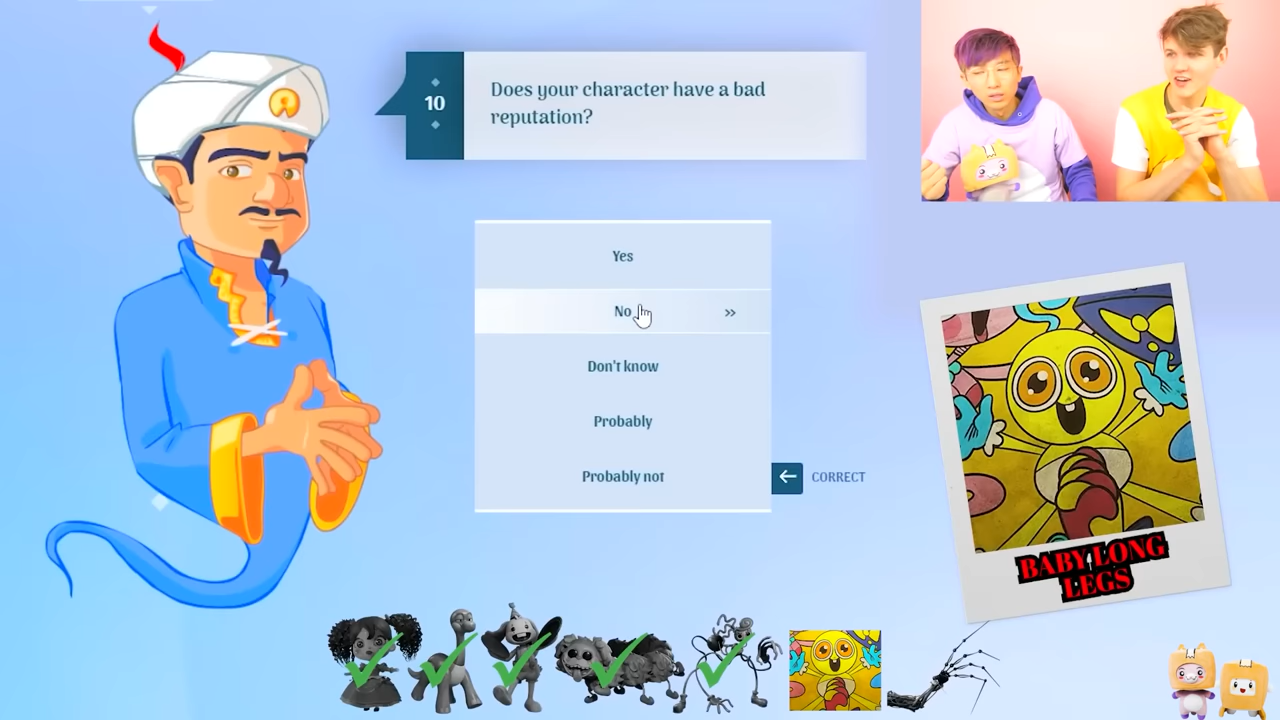 10
Does your character have a bad
reputation?
Yes
No
Don't know
Probably
Probably not
CORRECT
BABY LONG
LEGS